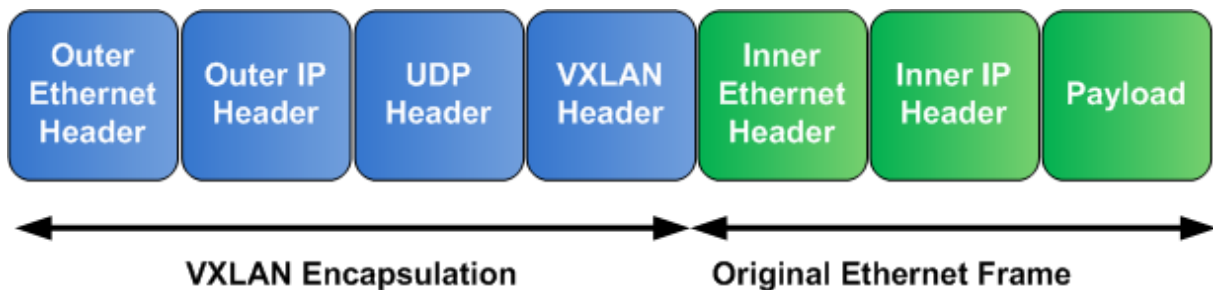 Outer
Ethernet
Header
Outer IP
Header
UDP
Header
VXLAN
Header
Inner
Ethernet
Header
Inner IP
Header
Payload
VXLAN Encapsulation
Original Ethernet Frame